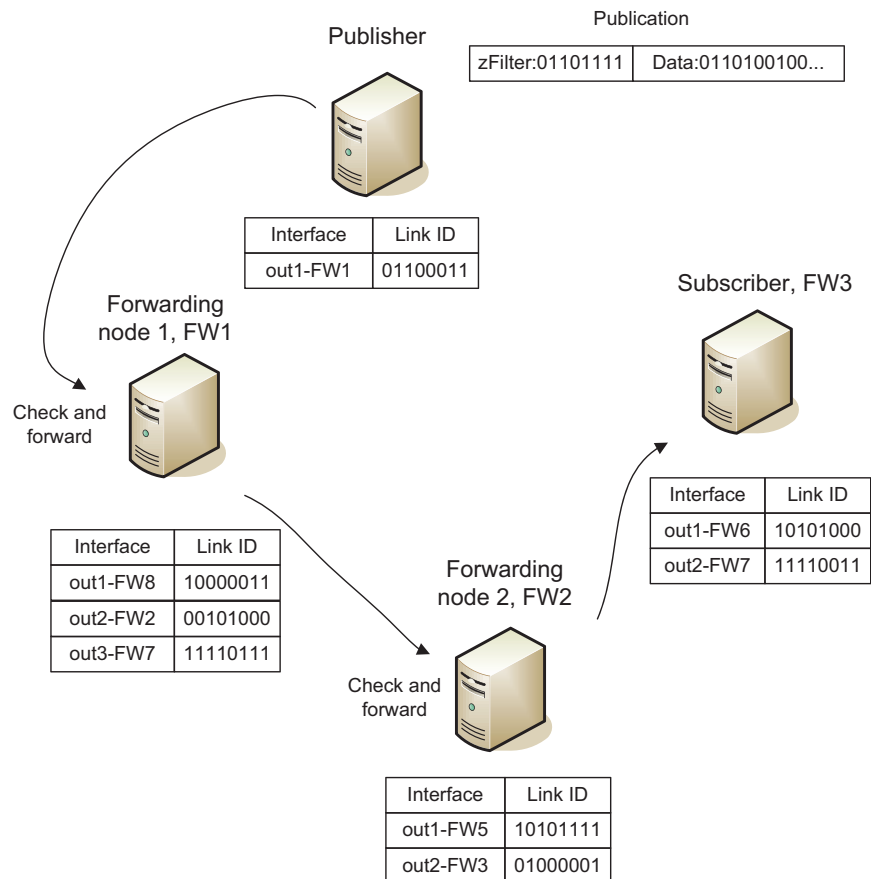 Publication
Publisher
zFilter:01101111 Data:0110100100...
Interface Link ID
out1-FW1 01100011
Forwarding
node 1, FW1
Subscriber, FW3
Check and
forward
Interface Link ID
out1-FW8 10000011
out2-FW2 00101000
out3-FW7 11110111
Interface Link ID
out1-FW6 10101000
out2-FW7 11110011
Forwarding
node 2, FW2
Check and
forward
Interface Link ID
out1-FW5 10101111
out2-FW3 01000001